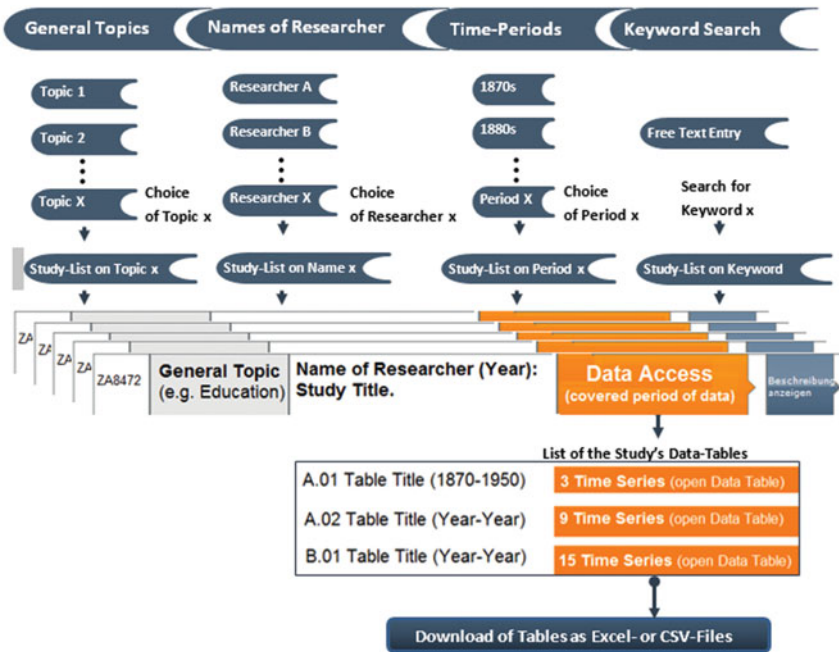 General Topics
Names of Researcher
Time-Periods
Keyword Search
Topic 1
Researcher A
1870s
Topic 2
Researcher B
1880s
Free Text Entry
Topic X
Choice
of Topic x
Researcher X
Choice
of Researcher x
Period X
Choice
of Period x
Search for
Keyword x
Study-List on Topic x
Study-List on Name x
Study-List on Period x
Study-List on Keyword
ZA
ZA
ZA
ZA
ZA8472
General Topic
(e.g. Education)
Name of Researcher (Year):
Study Title.
Data Access
(covered period of data)
Beschreibung
anzeigen
List of the Study's Data-Tables
A.01 Table Title (1870-1950)
3 Time Series (open Data Table)
A.02 Table Title (Year-Year)
9 Time Series (open Data Table)
B.01 Table Title (Year-Year)
15 Time Series (open Data Table)
Download of Tables as Excel- or CSV-Files